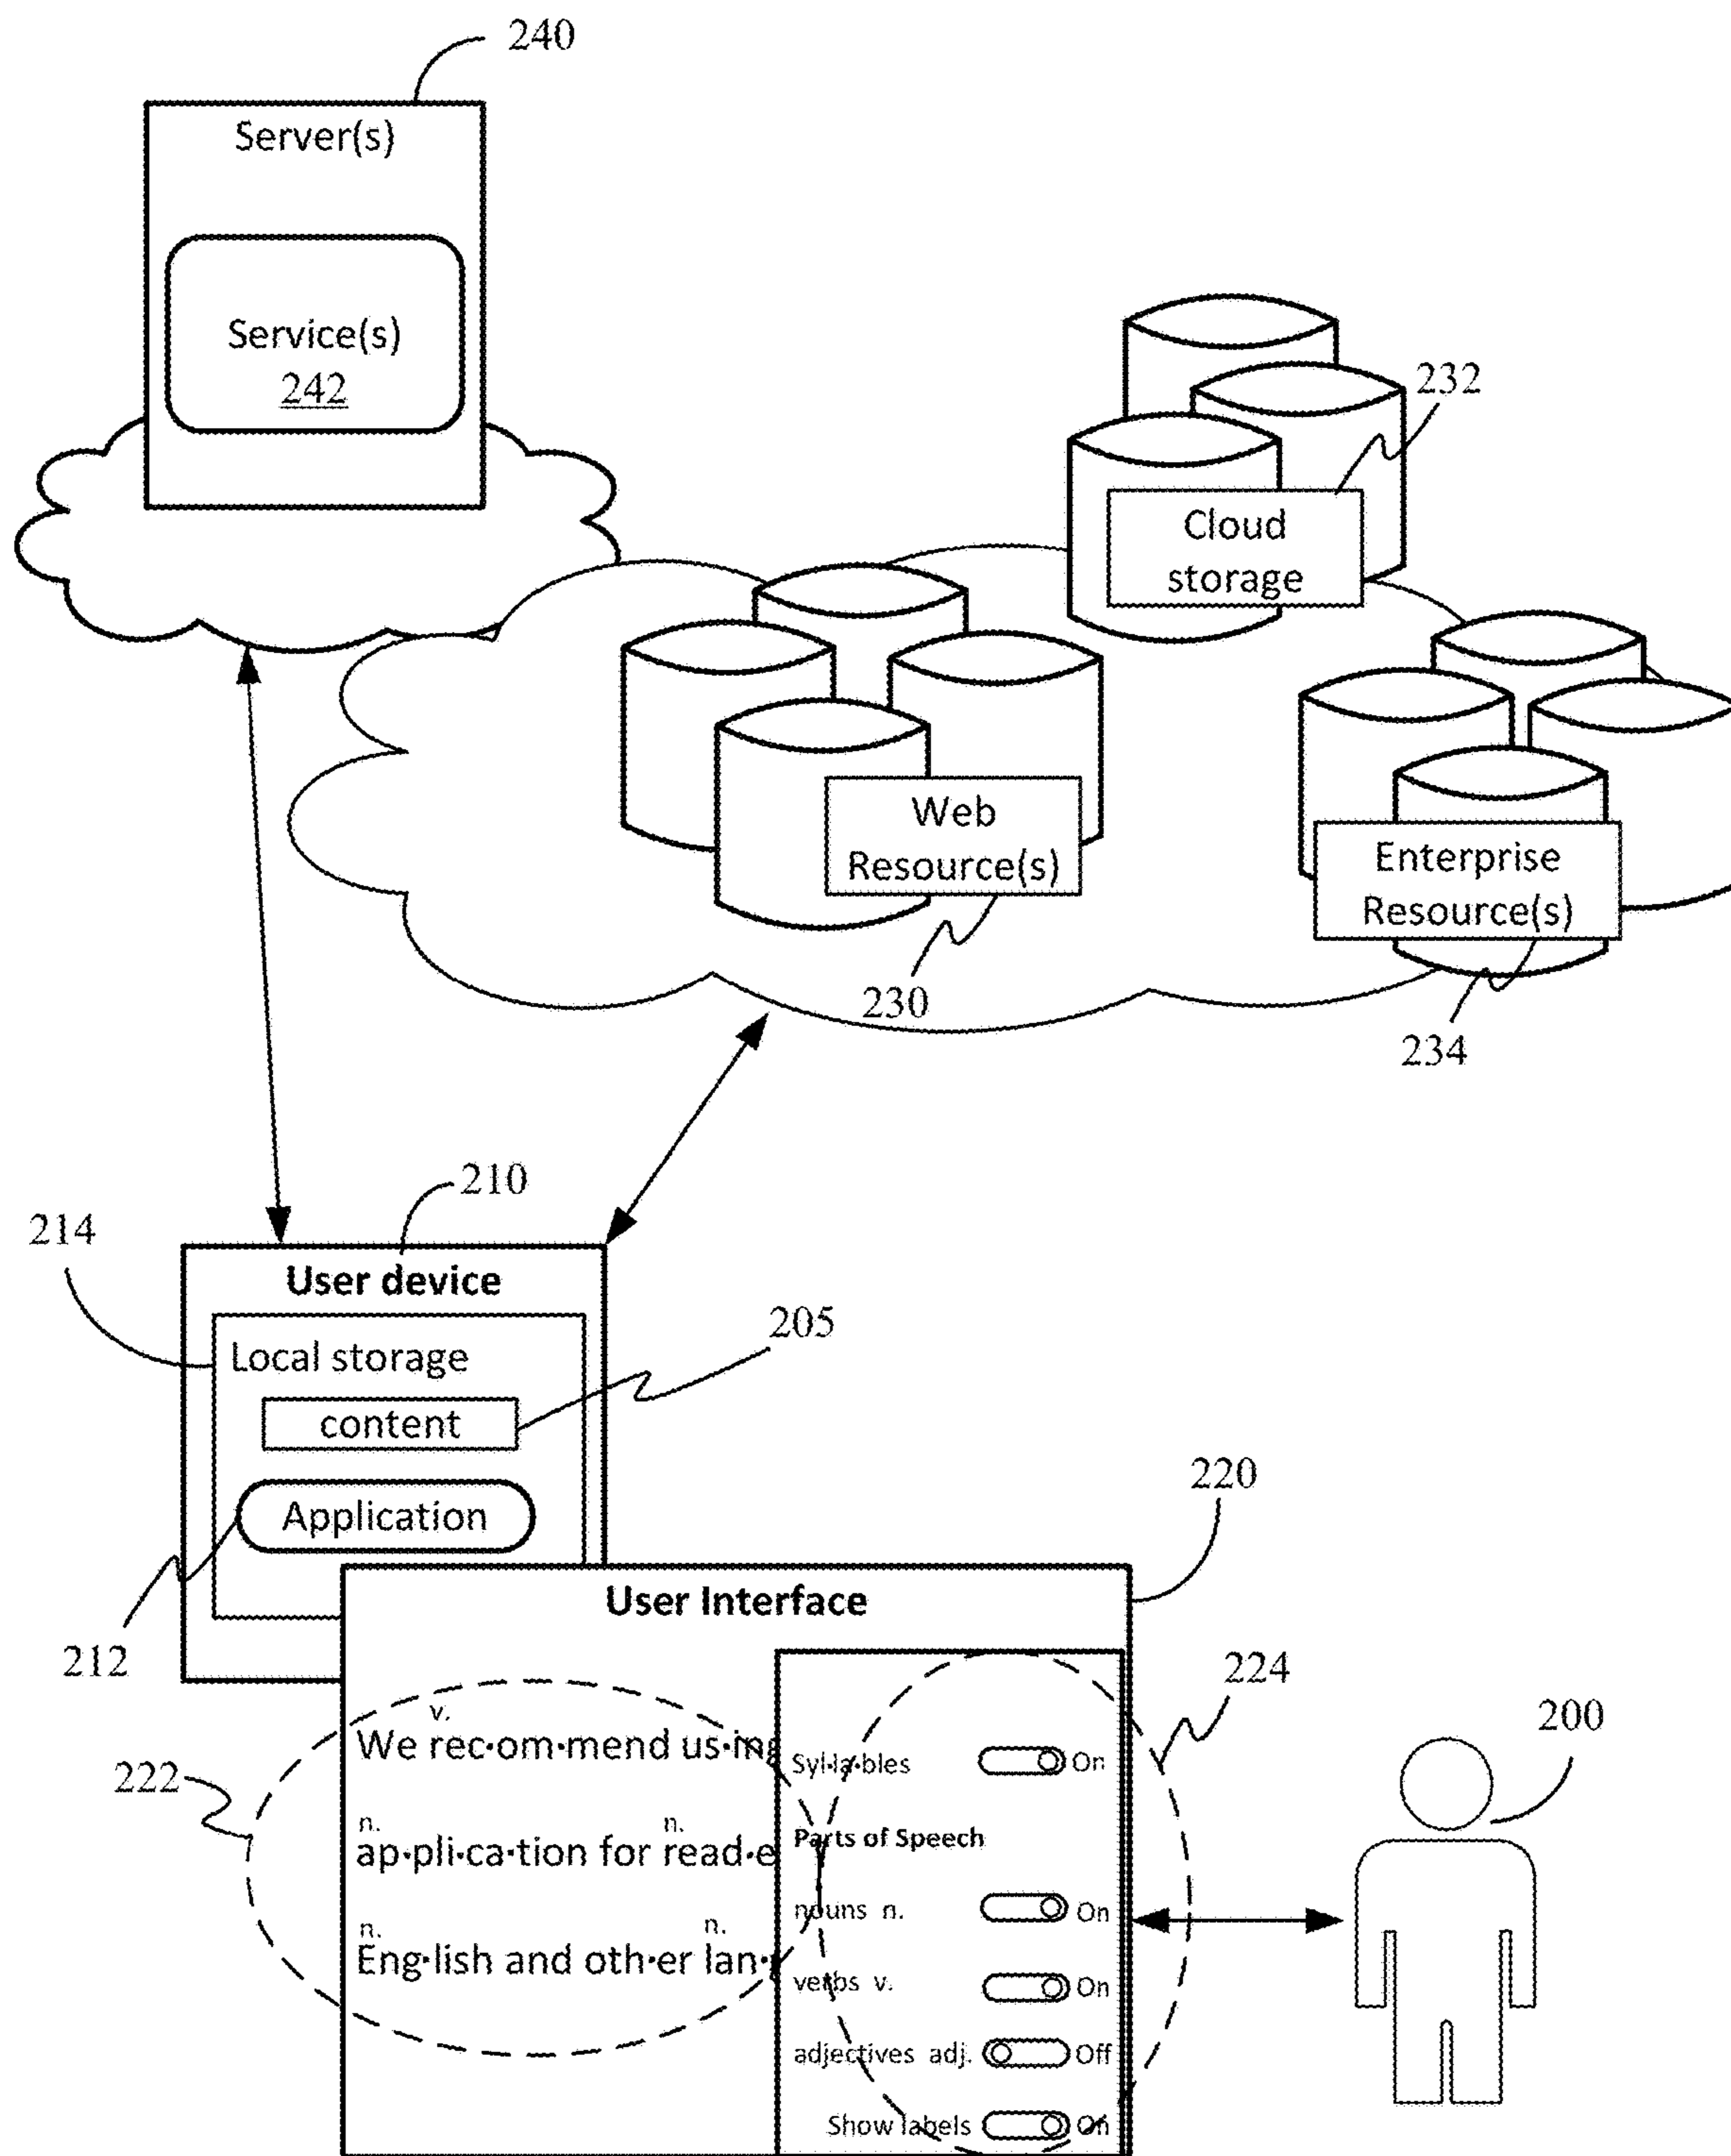 240
Server(s)
Service(s)
242
232
Cloud
storage
Web
Resource(s)
Enterprise
Resource(s)
230
234
210
214
User device
205
Local storage
content
220
Application
User Interface
212
224
200
v.
We rec·om·mend us·ing
Syl·la·bles On
222
n. n.
ap·pli·ca·tion for read·e
Parts of Speech
nouns n. On
n. n.
Eng·lish and oth·er lan·g
verbs v. On
adjectives adj. Off
Show labels On